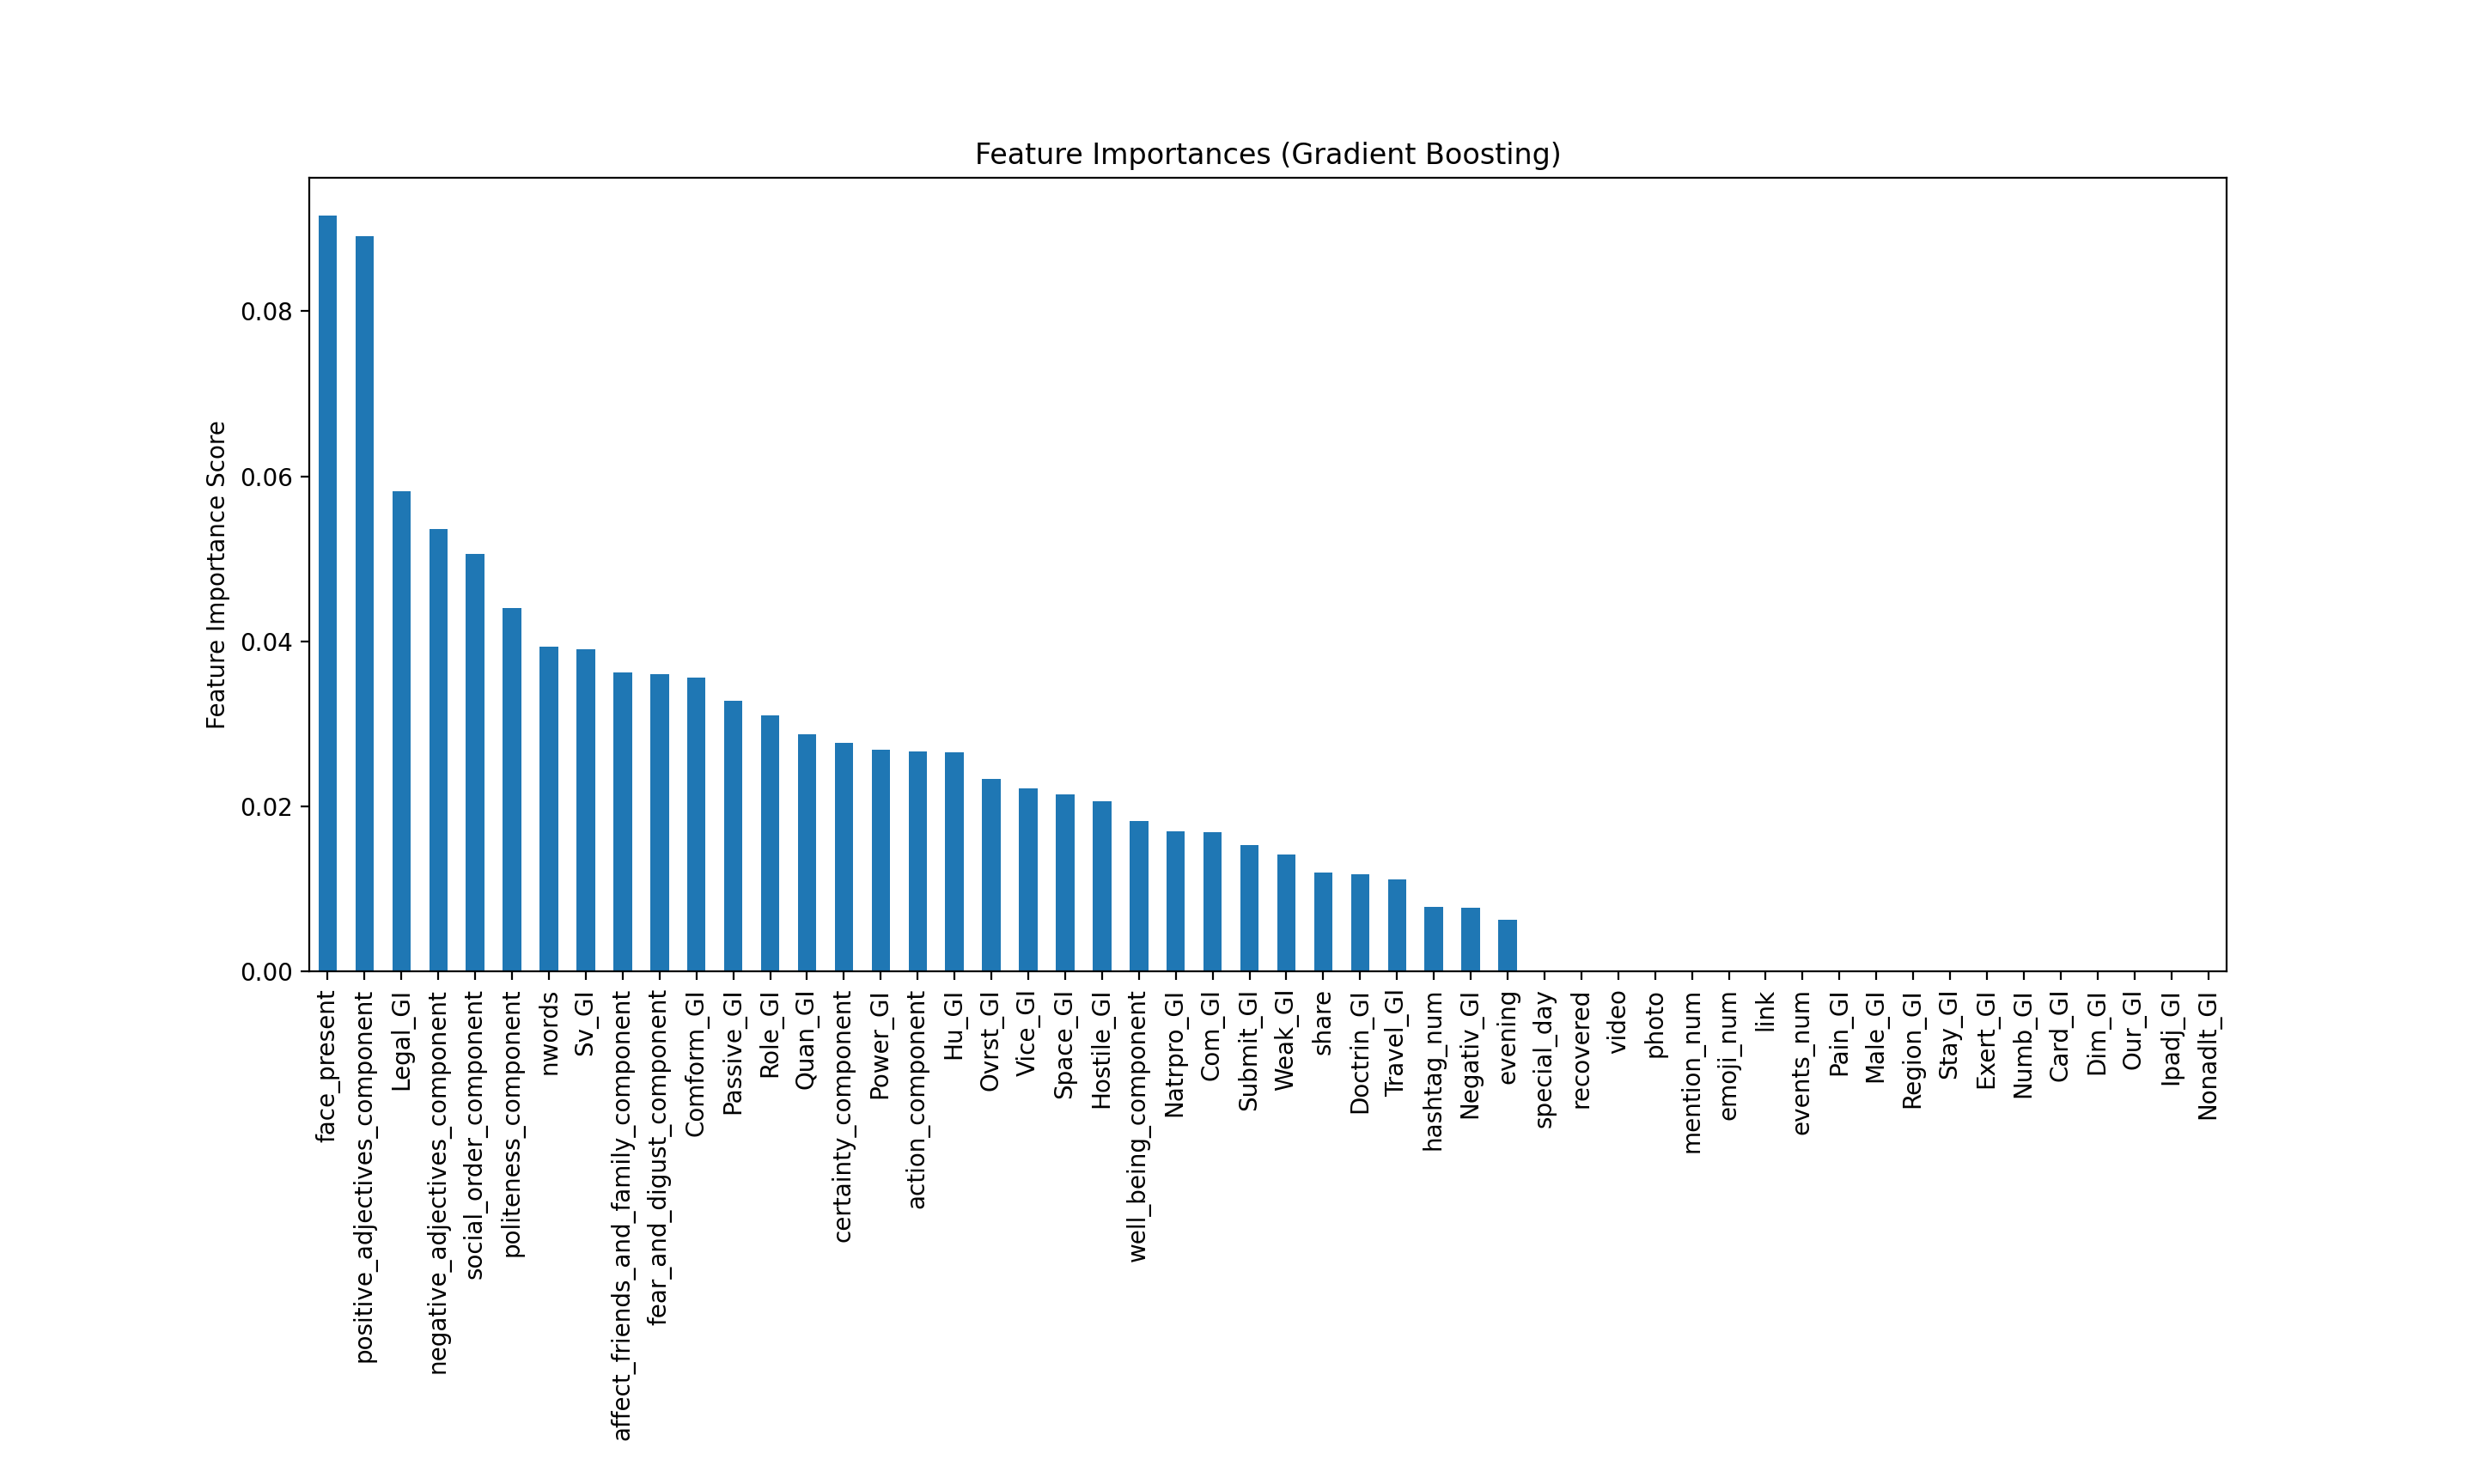 Feature Importances (Gradient Boosting)
Feature Importance Score
0.08
0.06
0.04
0.02
0.00
face_present
positive_adjectives_component
Legal_GI
negative_adjectives_component
social_order_component
politeness_component
nwords
Sv_GI
affect_friends_and_family_component
fear_and_digust_component
Comform_GI
Passive_GI
Role_GI
Quan_GI
certainty_component
Power_GI
action_component
Hu_GI
Ovrst_GI
Vice_GI
Space_GI
Hostile_GI
well_being_component
Natrpro_GI
Com_GI
Submit_GI
Weak_GI
share
Doctrin_GI
Travel_GI
hashtag_num
Negativ_GI
evening
special_day
recovered
video
photo
mention_num
emoji_num
link
events_num
Pain_GI
Male_GI
Region_GI
Stay_GI
Exert_GI
Numb_GI
Card_GI
Dim_GI
Our_GI
Ipadj_GI
Nonadlt_GI